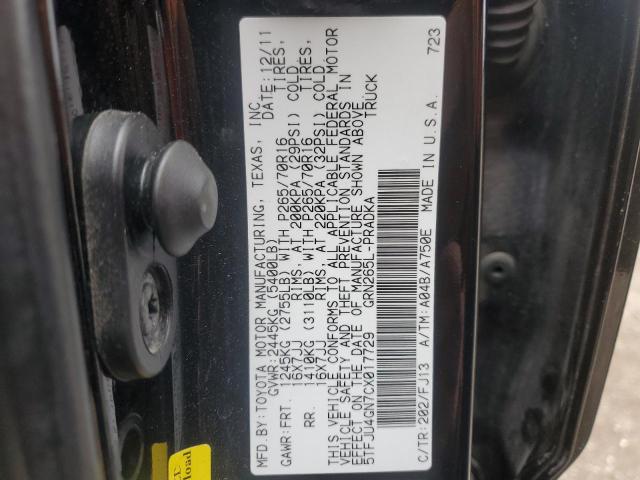 MFD.BY:TOYOTA MOTOR MANUFACTURING, TEXAS, INC.
GVWR:2445KG (5400LB) DATE:12/11
GAWR:FRT. 1245KG (2755LB) WITH P265/70R16 TIRES,
16X7JJ RIMS, AT 200KPA (29PSI) COLD
RR. 1410KG (3110LB) WITH P265/70R16 TIRES,
16X7JJ RIMS, AT 220KPA (32PSI) COLD
THIS VEHICLE CONFORMS TO ALL APPLICABLE FEDERAL MOTOR
VEHICLE SAFETY AND THEFT PREVENTION STANDARDS IN
EFFECT ON THE DATE OF MANUFACTURE SHOWN ABOVE.
5TFJU4GN7CX017729 TRUCK
GRN265L-PRADKA
C/TR:202/FJ13 A/TM:A04B/A750E MADE IN U.S.A. 723
load